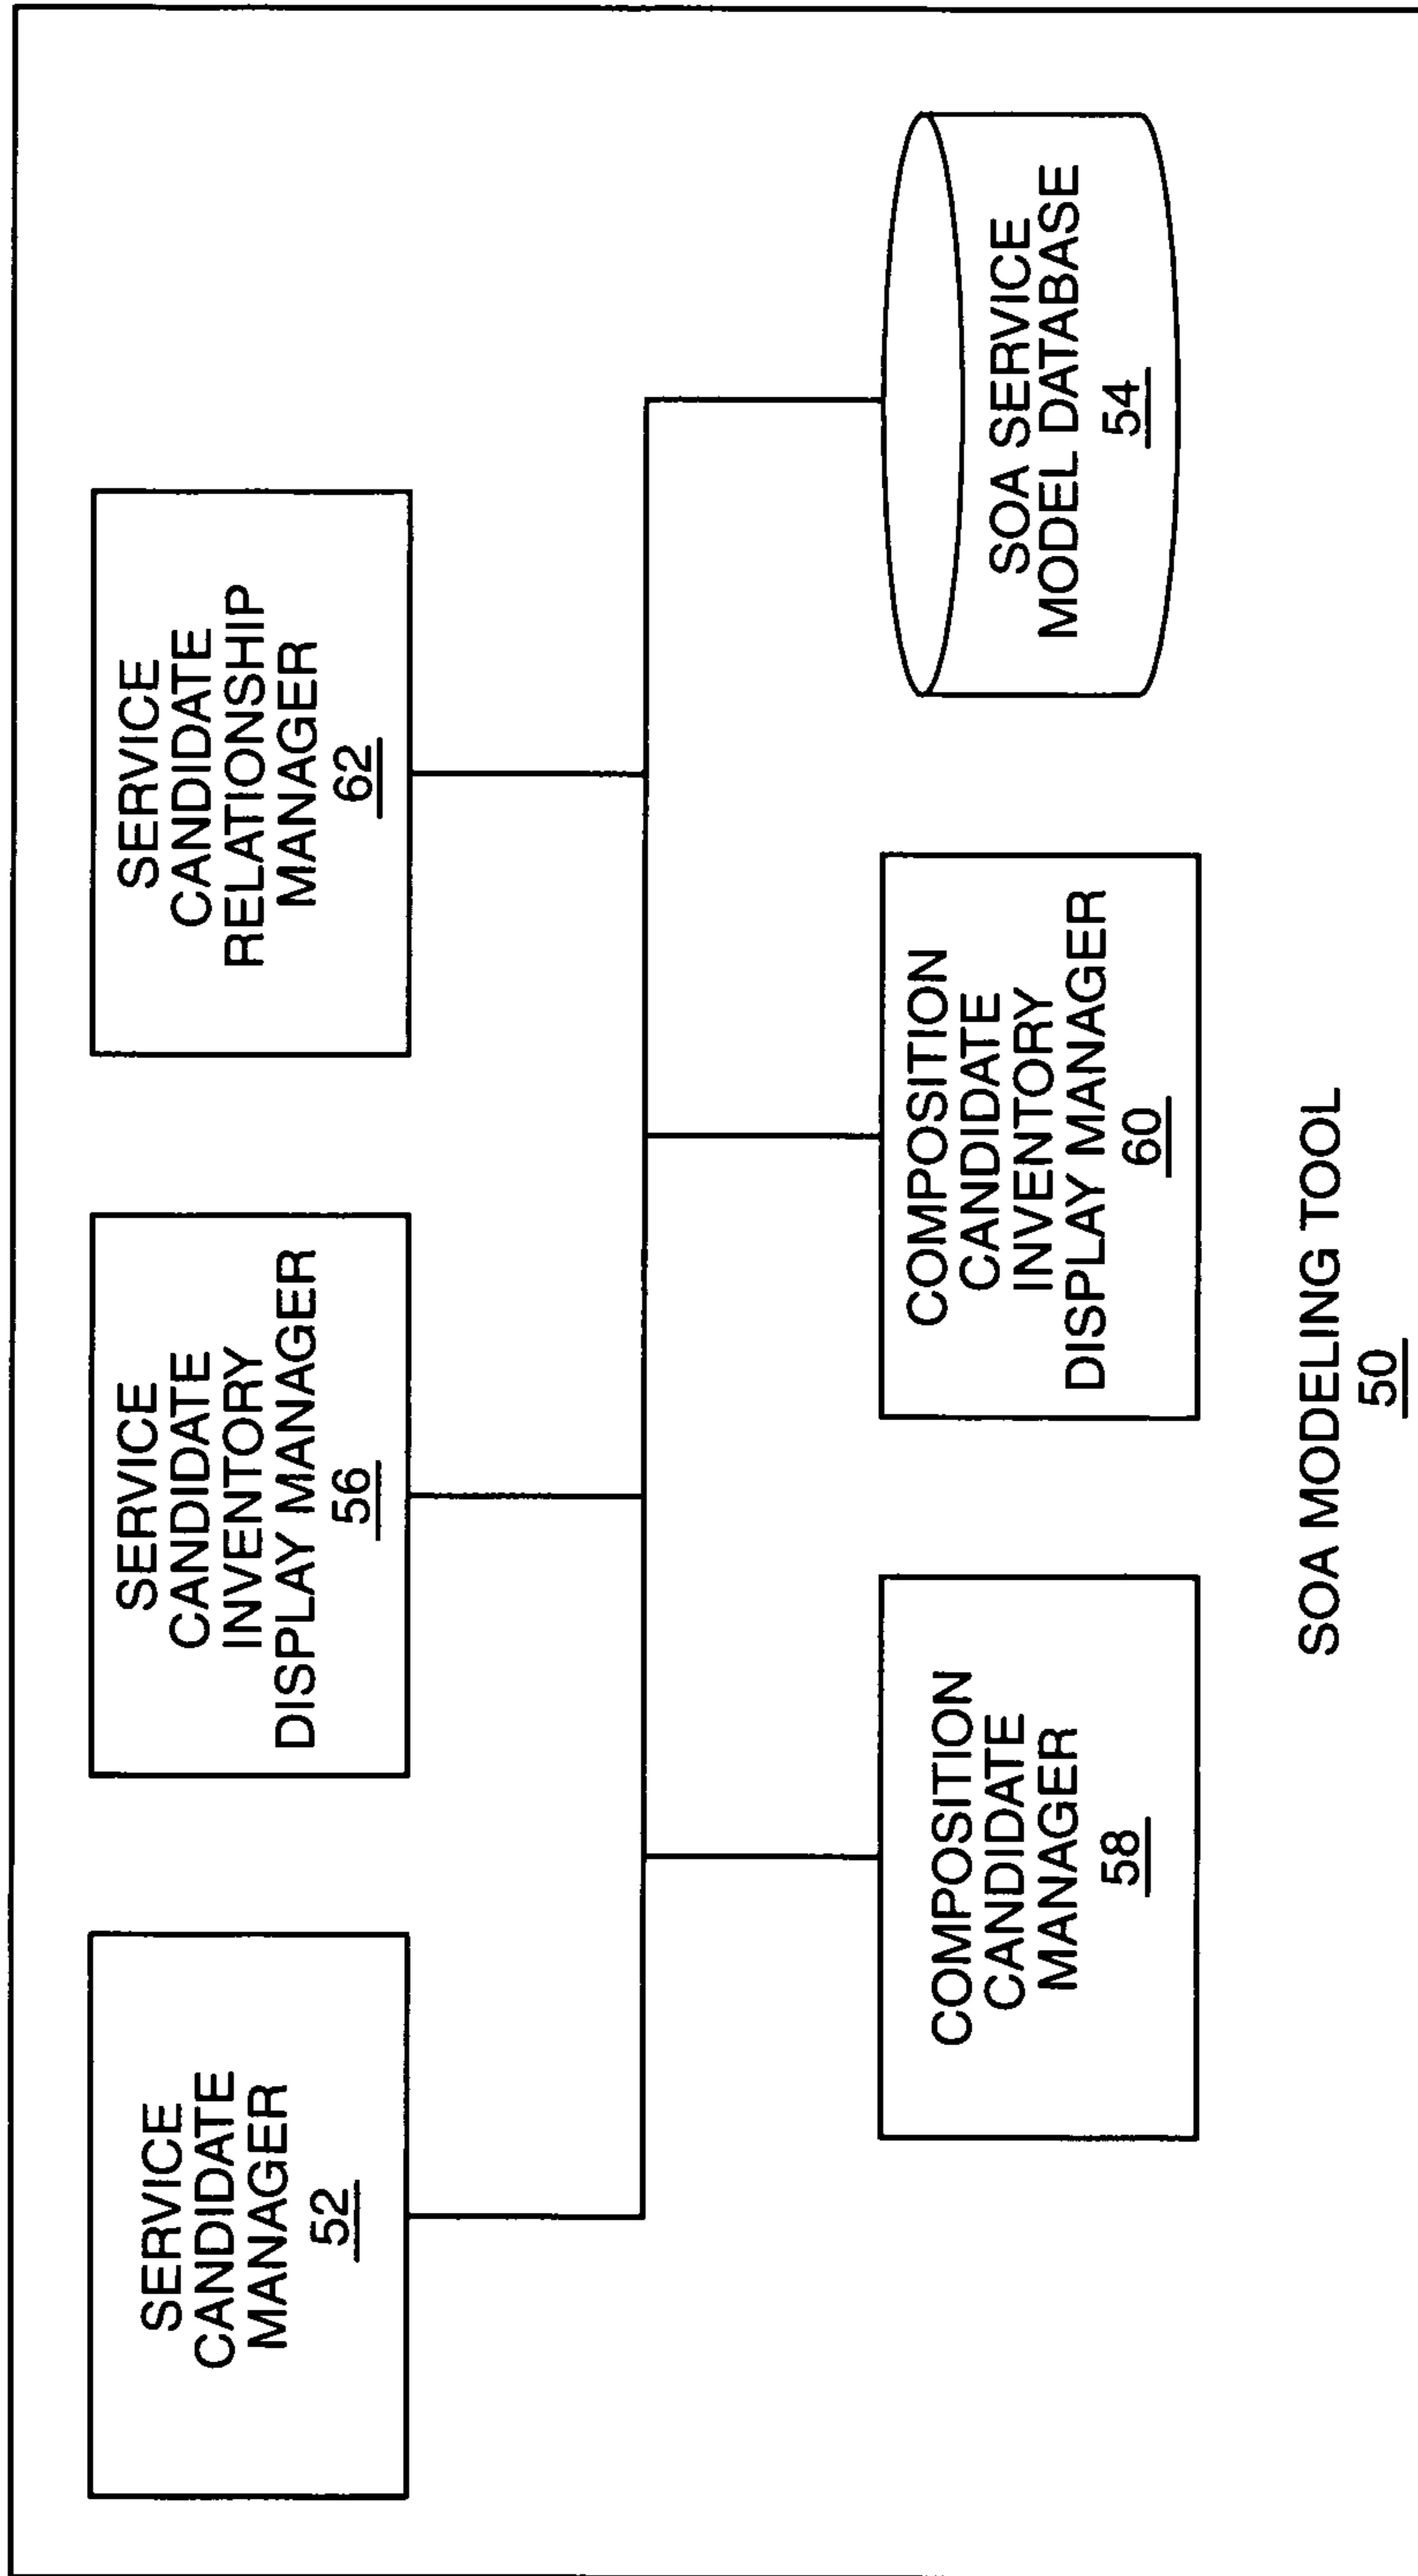 SERVICE
CANDIDATE
MANAGER
52
SERVICE
CANDIDATE
INVENTORY
DISPLAY MANAGER
56
SERVICE
CANDIDATE
RELATIONSHIP
MANAGER
62
COMPOSITION
CANDIDATE
MANAGER
58
COMPOSITION
CANDIDATE
INVENTORY
DISPLAY MANAGER
60
SOA SERVICE
MODEL DATABASE
54
SOA MODELING TOOL
50